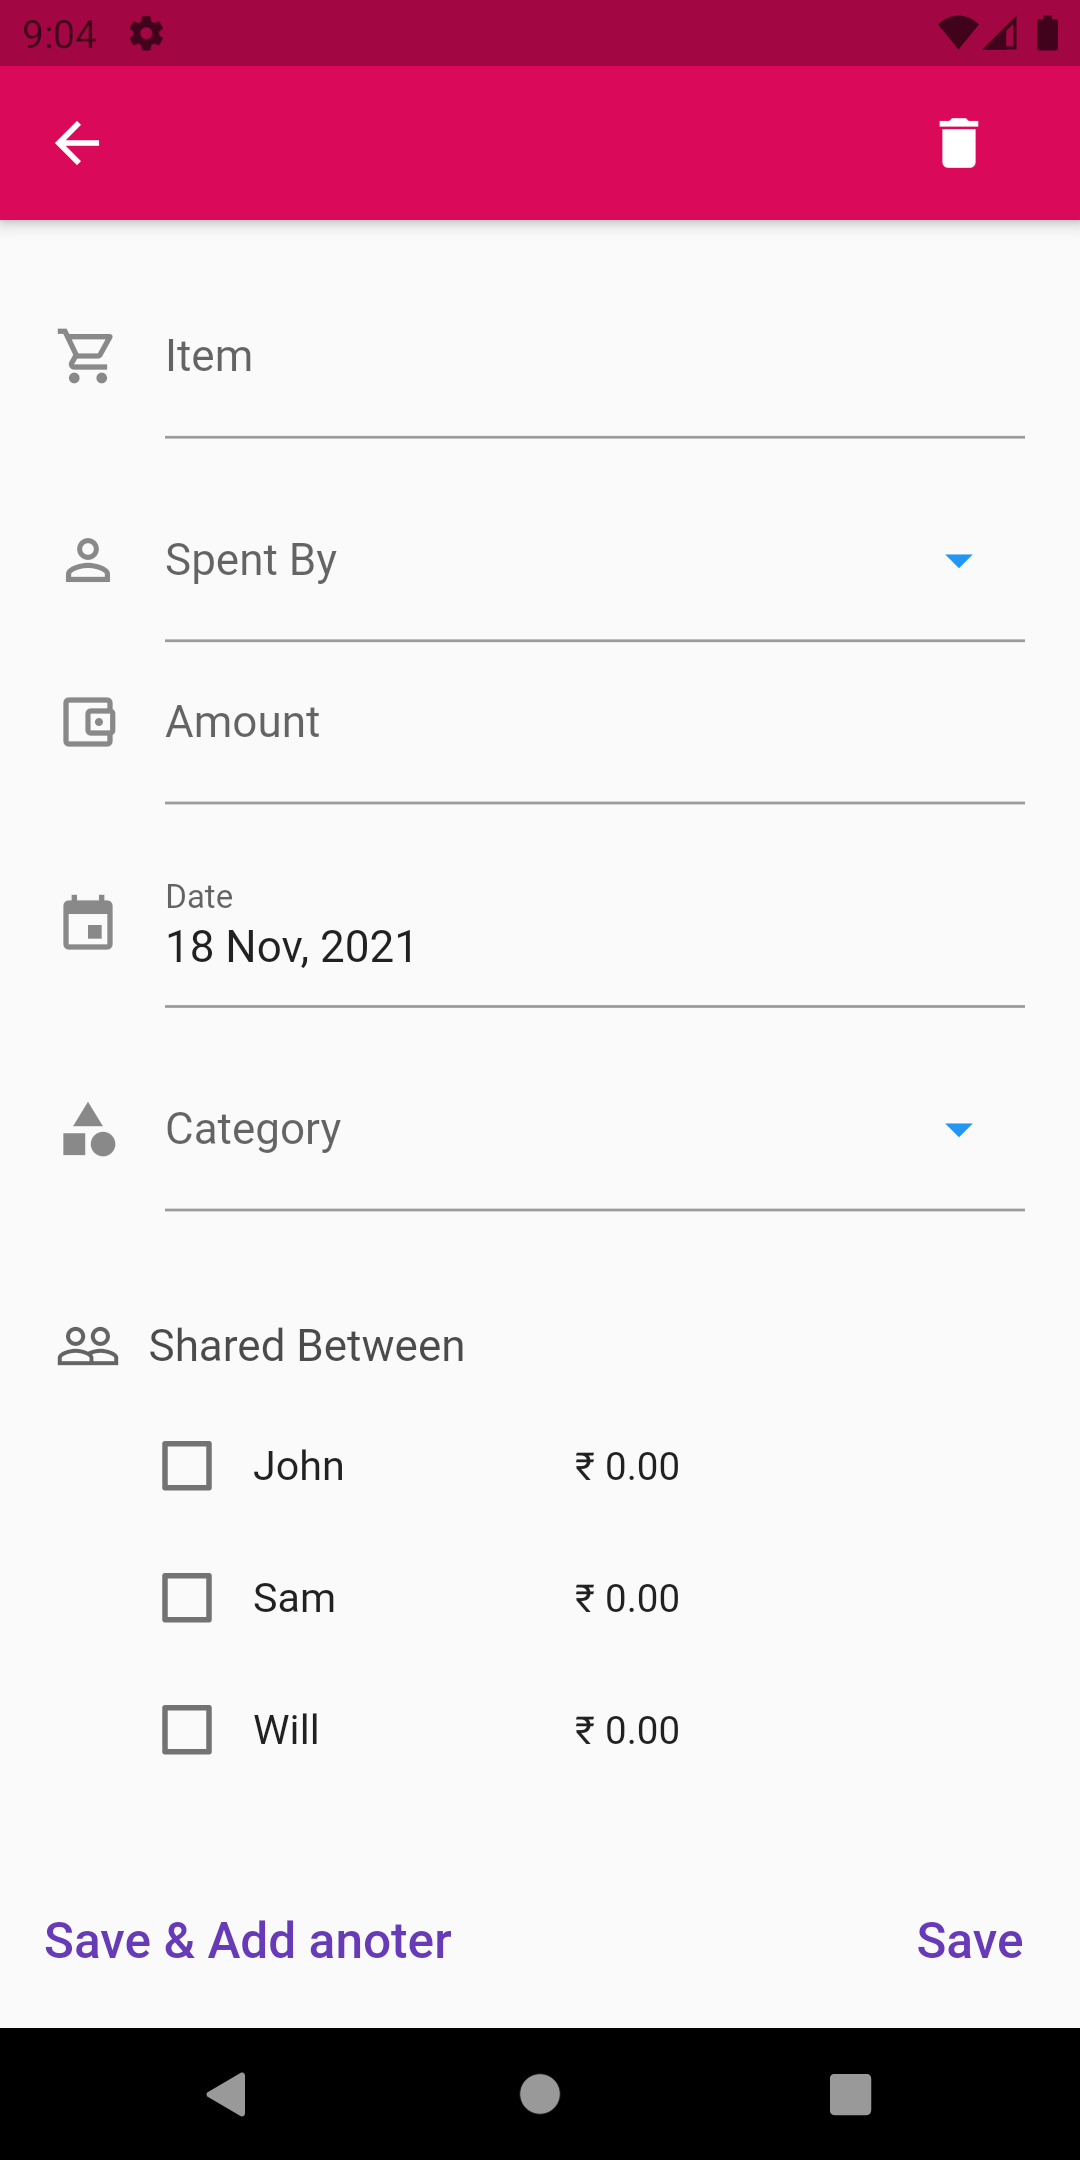 9:04
Item
Spent By
Amount
Date
18 Nov, 2021
Category
Shared Between
John ₹ 0.00
Sam ₹ 0.00
Will ₹ 0.00
Save & Add anoter Save